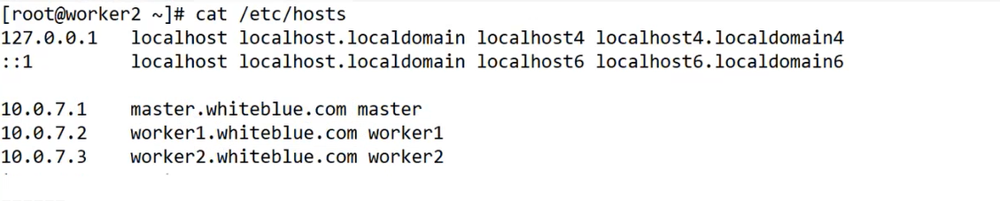 [root@worker2 ~]# cat /etc/hosts
127.0.0.1   localhost localhost.localdomain localhost4 localhost4.localdomain4
::1         localhost localhost.localdomain localhost6 localhost6.localdomain6
10.0.7.1    master.whiteblue.com master
10.0.7.2    worker1.whiteblue.com worker1
10.0.7.3    worker2.whiteblue.com worker2